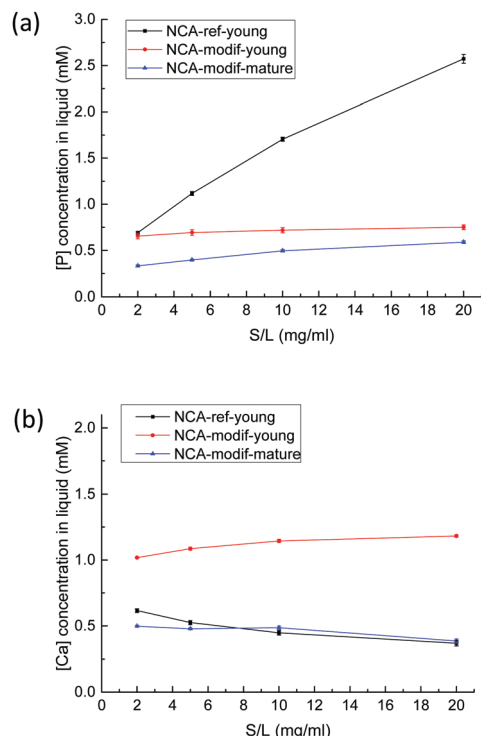 (a)
NCA-ref-young
NCA-modif-young
NCA-modif-mature
[P] concentration in liquid (mM)
3.0
2.5
2.0
1.5
1.0
0.5
0.0
0 2 4 6 8 10 12 14 16 18 20
S/L (mg/ml)
(b)
NCA-ref-young
NCA-modif-young
NCA-modif-mature
[Ca] concentration in liquid (mM)
2.0
1.5
1.0
0.5
0.0
0 2 4 6 8 10 12 14 16 18 20
S/L (mg/ml)